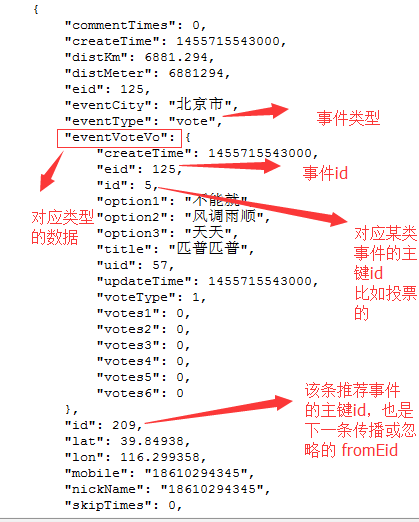 {
"commentTimes": 0,
"createTime": 1455715543000,
"distKm": 6881.294,
"distMeter": 6881294,
"eid": 125,
"eventCity": "北京市",
"eventType": "vote",
事件类型
"eventVoteVo": {
"createTime": 1455715543000,
"eid": 125,
事件id
"id": 5,
"option1": "不能就",
"option2": "风调雨顺",
"option3": "天天",
"title": "匹普匹普",
"uid": 57,
"updateTime": 1455715543000,
"voteType": 1,
"votes1": 0,
"votes2": 0,
"votes3": 0,
"votes4": 0,
"votes5": 0,
"votes6": 0
},
对应类型
的数据
对应某类
事件的主
键id
比如投票
的
"id": 209,
"lat": 39.84938,
"lon": 116.299358,
"mobile": "18610294345",
"nickName": "18610294345",
"skipTimes": 0,
该条推荐事件
的主键id，也是
下一条传播或忽
略的 fromEid